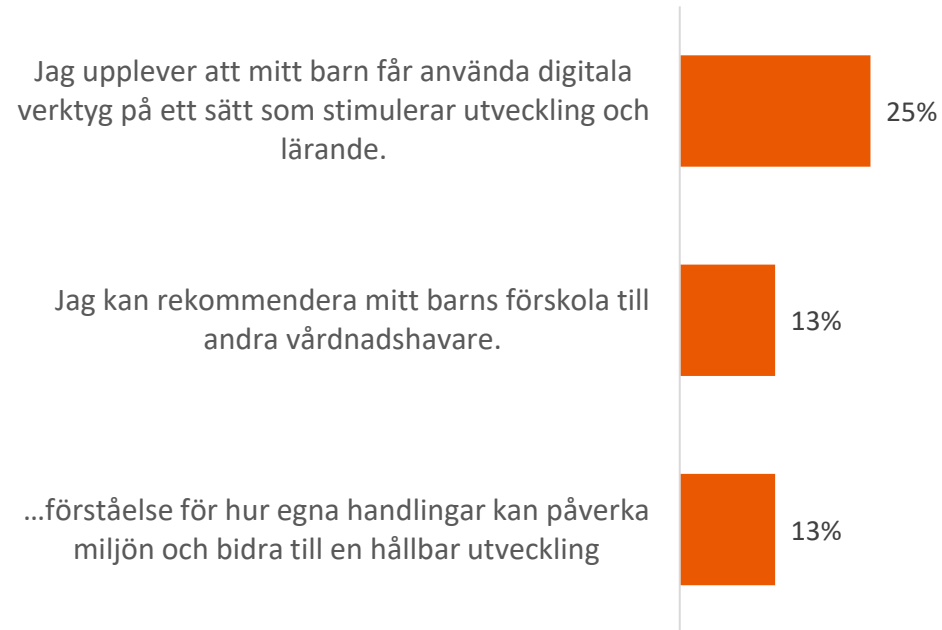 Jag upplever att mitt barn får använda digitala
verktyg på ett sätt som stimulerar utveckling och
lärande.
25%
Jag kan rekommendera mitt barns förskola till
andra vårdnadshavare.
13%
...förståelse för hur egna handlingar kan påverka
miljön och bidra till en hållbar utveckling
13%